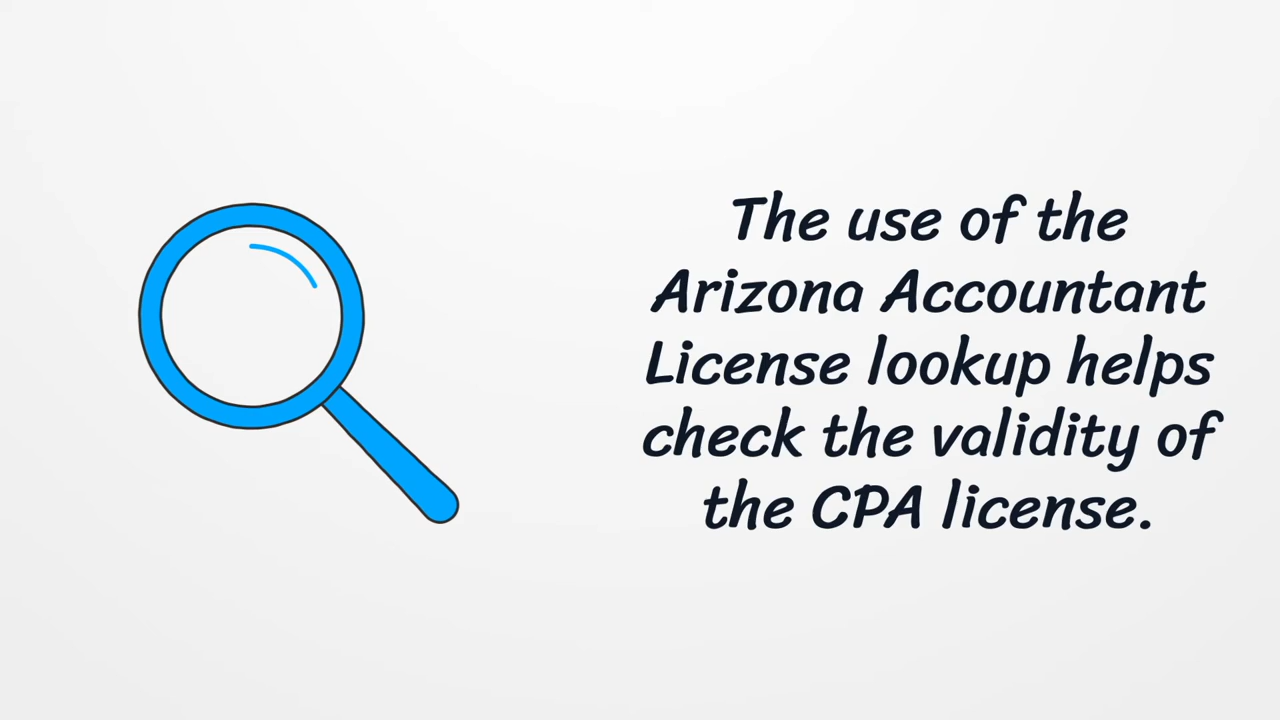 The use of the
Arizona Accountant
License lookup helps
check the validity of
the CPA license.